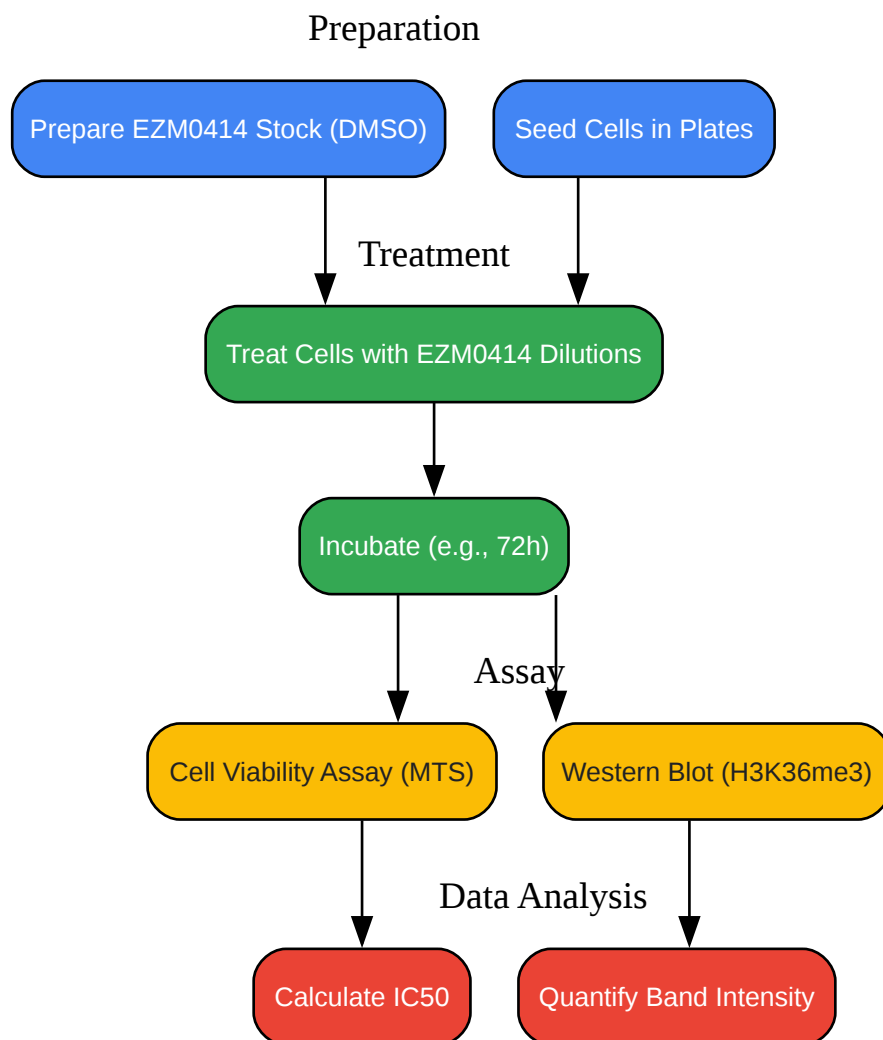 Preparation
Prepare EZM0414 Stock (DMSO)
Seed Cells in Plates
Treatment
Treat Cells with EZM0414 Dilutions
Incubate (e.g., 72h)
Assay
Cell Viability Assay (MTS)
Western Blot (H3K36me3)
Data Analysis
Calculate IC50
Quantify Band Intensity